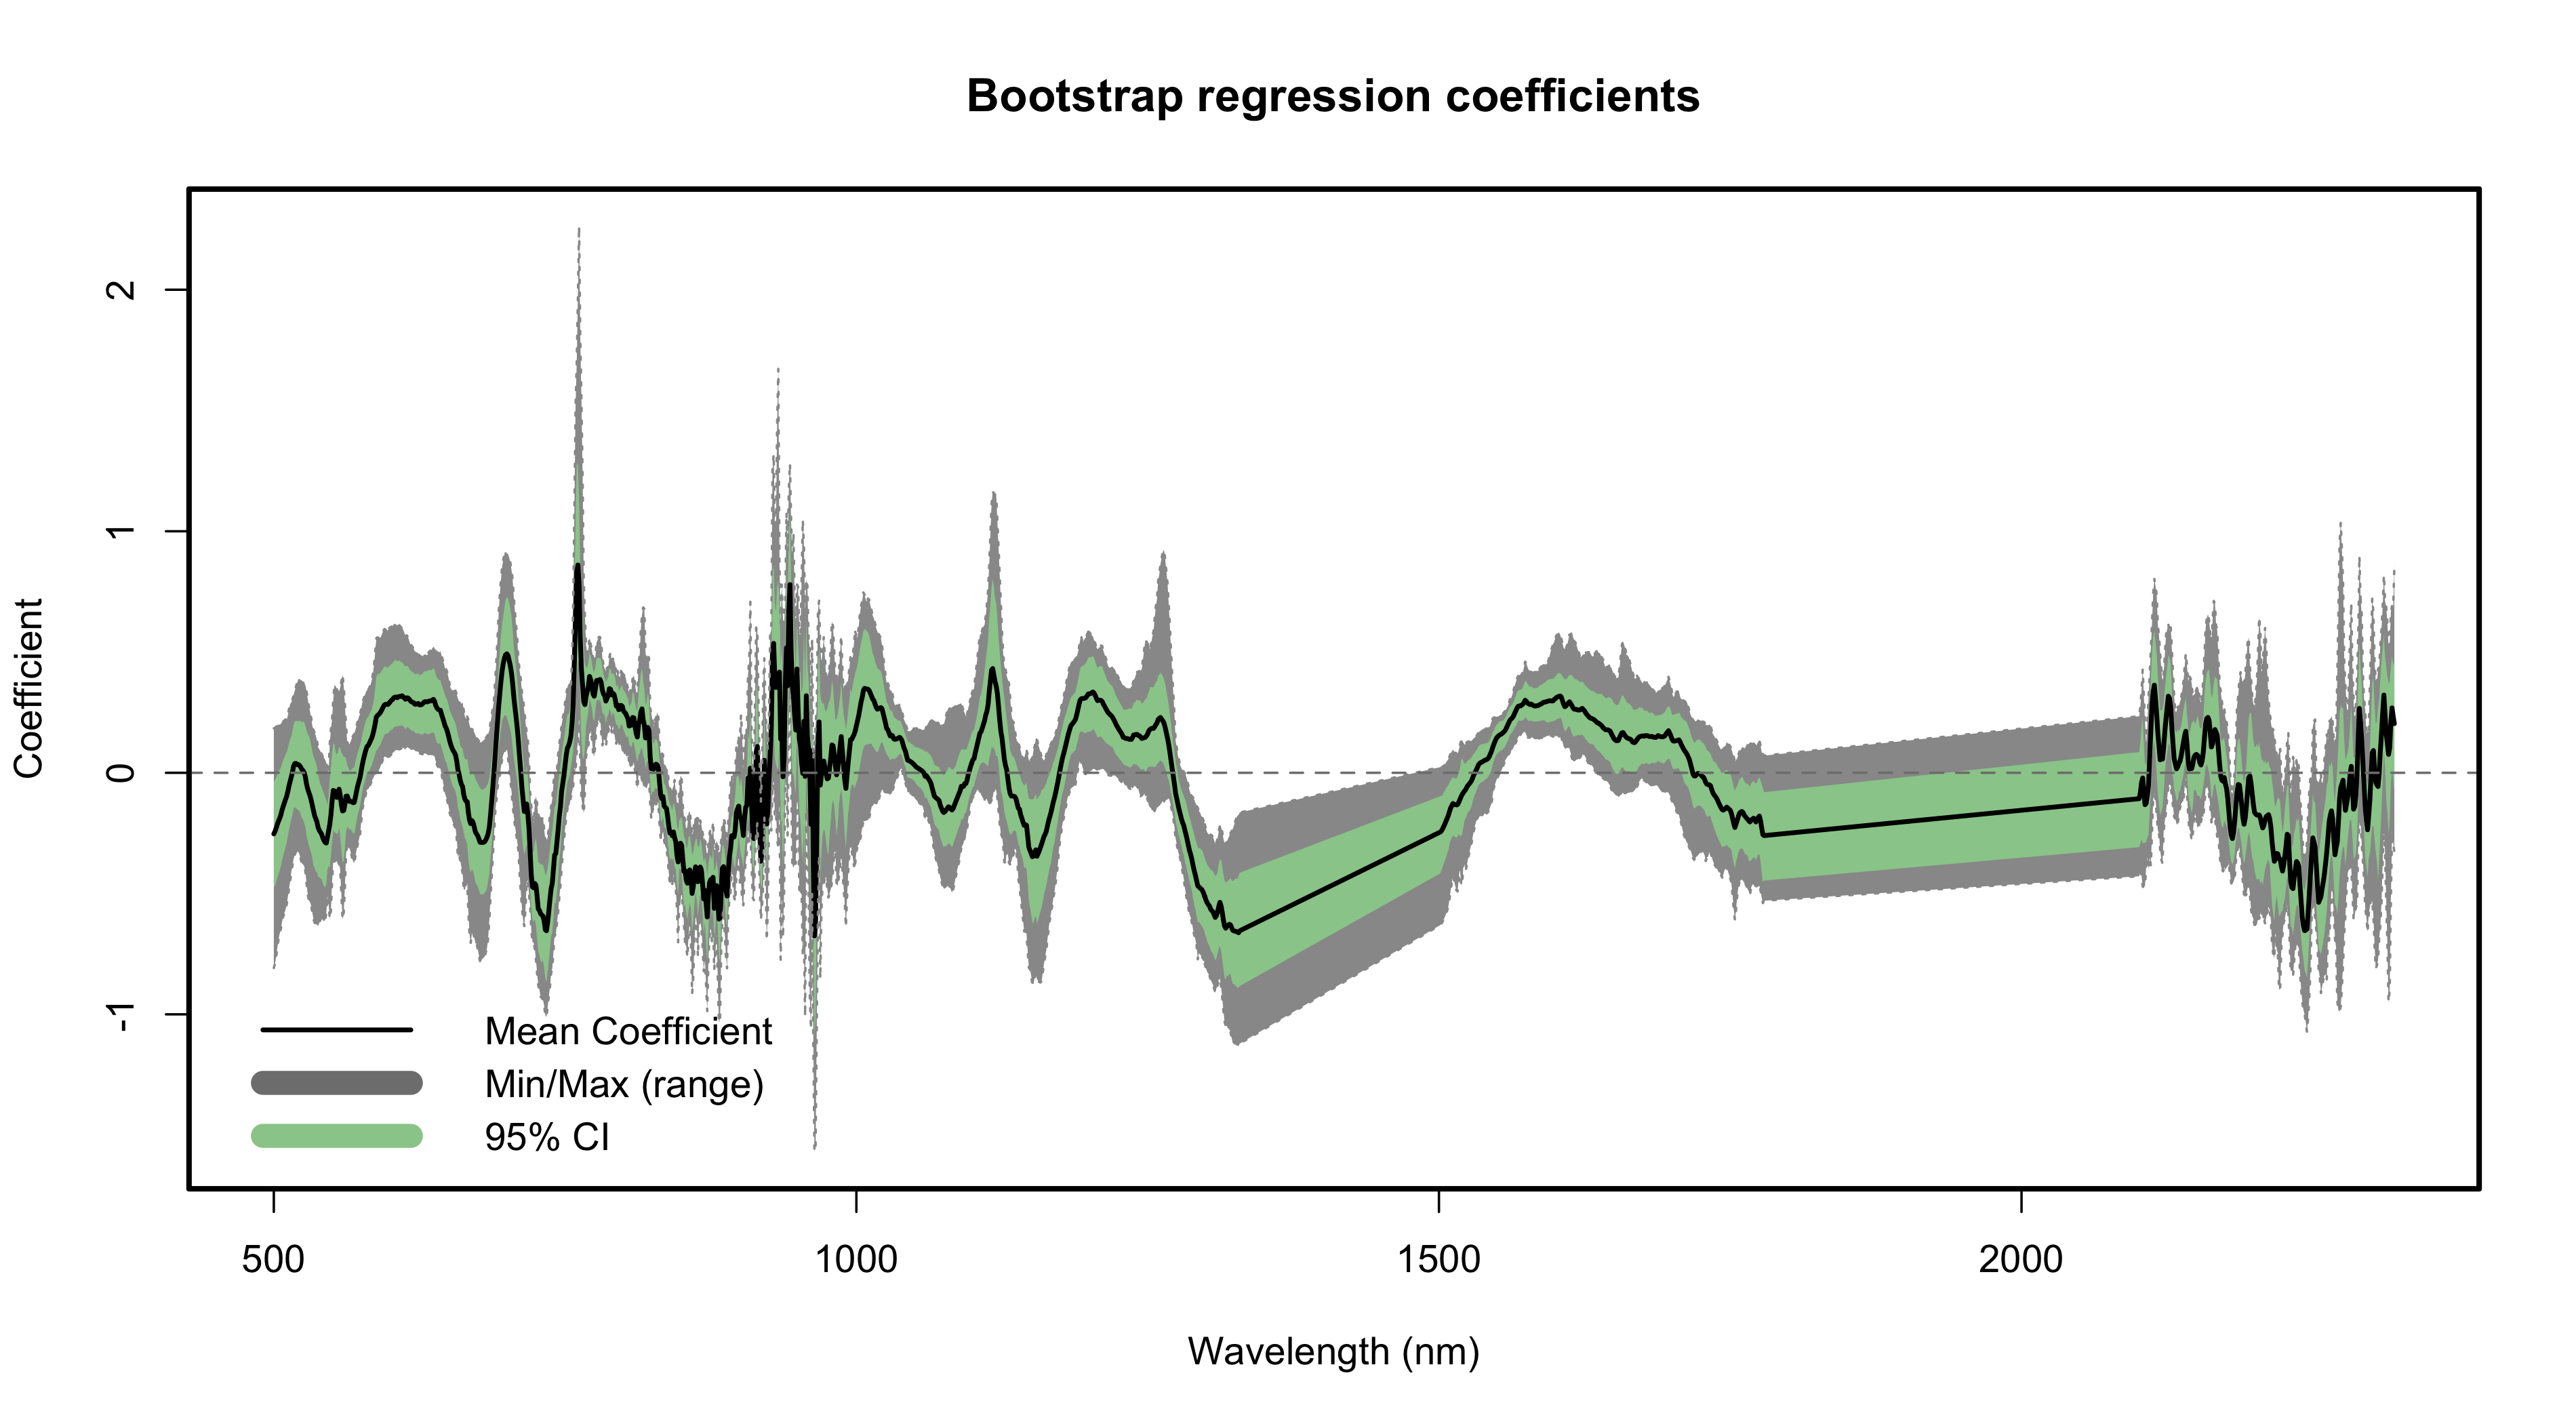 Bootstrap regression coefficients
Coefficient
2
1
0
-1
Mean Coefficient
Min/Max (range)
95% CI
500 1000 1500 2000
Wavelength (nm)